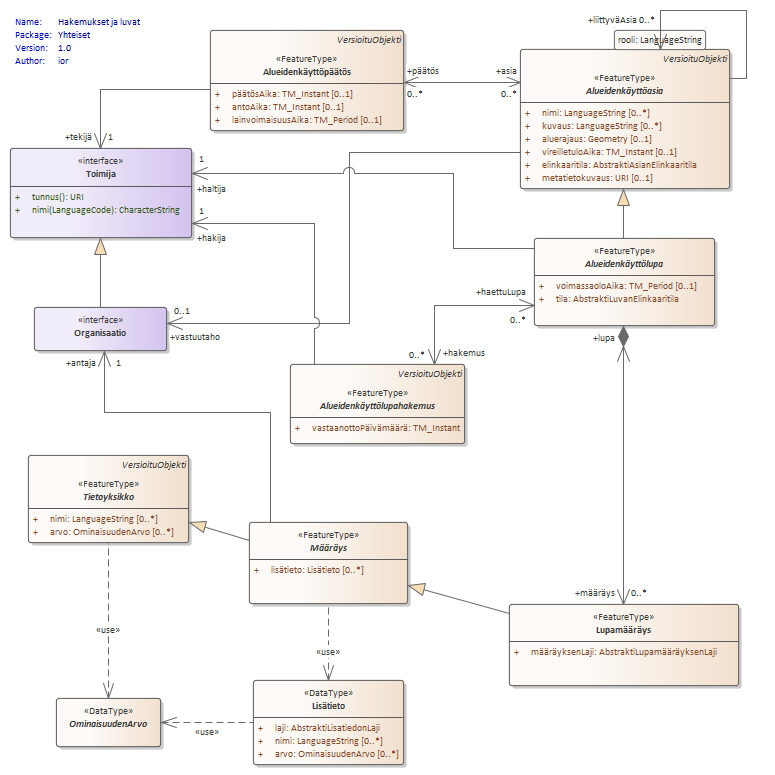 Name: Hakemukset ja luvat
Package: Yhteiset
Version: 1.0
Author: ior
+liittyväAsia 0..*
rooli: LanguageString
VersioituObjekti
«FeatureType»
Alueidenkäyttöpäätös
+ päätösAika: TM_Instant [0..1]
+ antoAika: TM_Instant [0..1]
+ lainvoimaisuusAika: TM_Period [0..1]
+päätös
0..*
+asia
0..*
VersioituObjekti
«FeatureType»
Alueidenkäyttöasia
+ nimi: LanguageString [0..*]
+ kuvaus: LanguageString [0..*]
+ aluerajaus: Geometry [0..1]
+ vireilletuloAika: TM_Instant [0..1]
+ elinkaaritila: AbstraktiAsianElinkaaritila
+ metatietokuvaus: URI [0..1]
+tekijä 1
«interface»
Toimija
+ tunnus(): URI
+ nimi(LanguageCode): CharacterString
1
+haltija
1
+hakija
«FeatureType»
Alueidenkäyttölupa
+ voimassaoloAika: TM_Period [0..1]
+ tila: AbstraktiLuvanElinkaaritila
+haettuLupa
0..*
«interface»
Organisaatio
0..1
+vastuutaho
+antaja 1
0..* +hakemus
+lupa
VersioituObjekti
«FeatureType»
Alueidenkäyttölupahakemus
+ vastaanottoPäivämäärä: TM_Instant
VersioituObjekti
«FeatureType»
Tietoyksikko
+ nimi: LanguageString [0..*]
+ arvo: OminaisuudenArvo [0..*]
«FeatureType»
Määräys
+ lisätieto: Lisätieto [0..*]
+määräys 0..*
«FeatureType»
Lupamääräys
+ määräyksenLaji: AbstraktiLupamääräyksenLaji
«use»
«use»
«DataType»
OminaisuudenArvo
«use»
«DataType»
Lisätieto
+ laji: AbstraktiLisatiedonLaji
+ nimi: LanguageString [0..*]
+ arvo: OminaisuudenArvo [0..*]